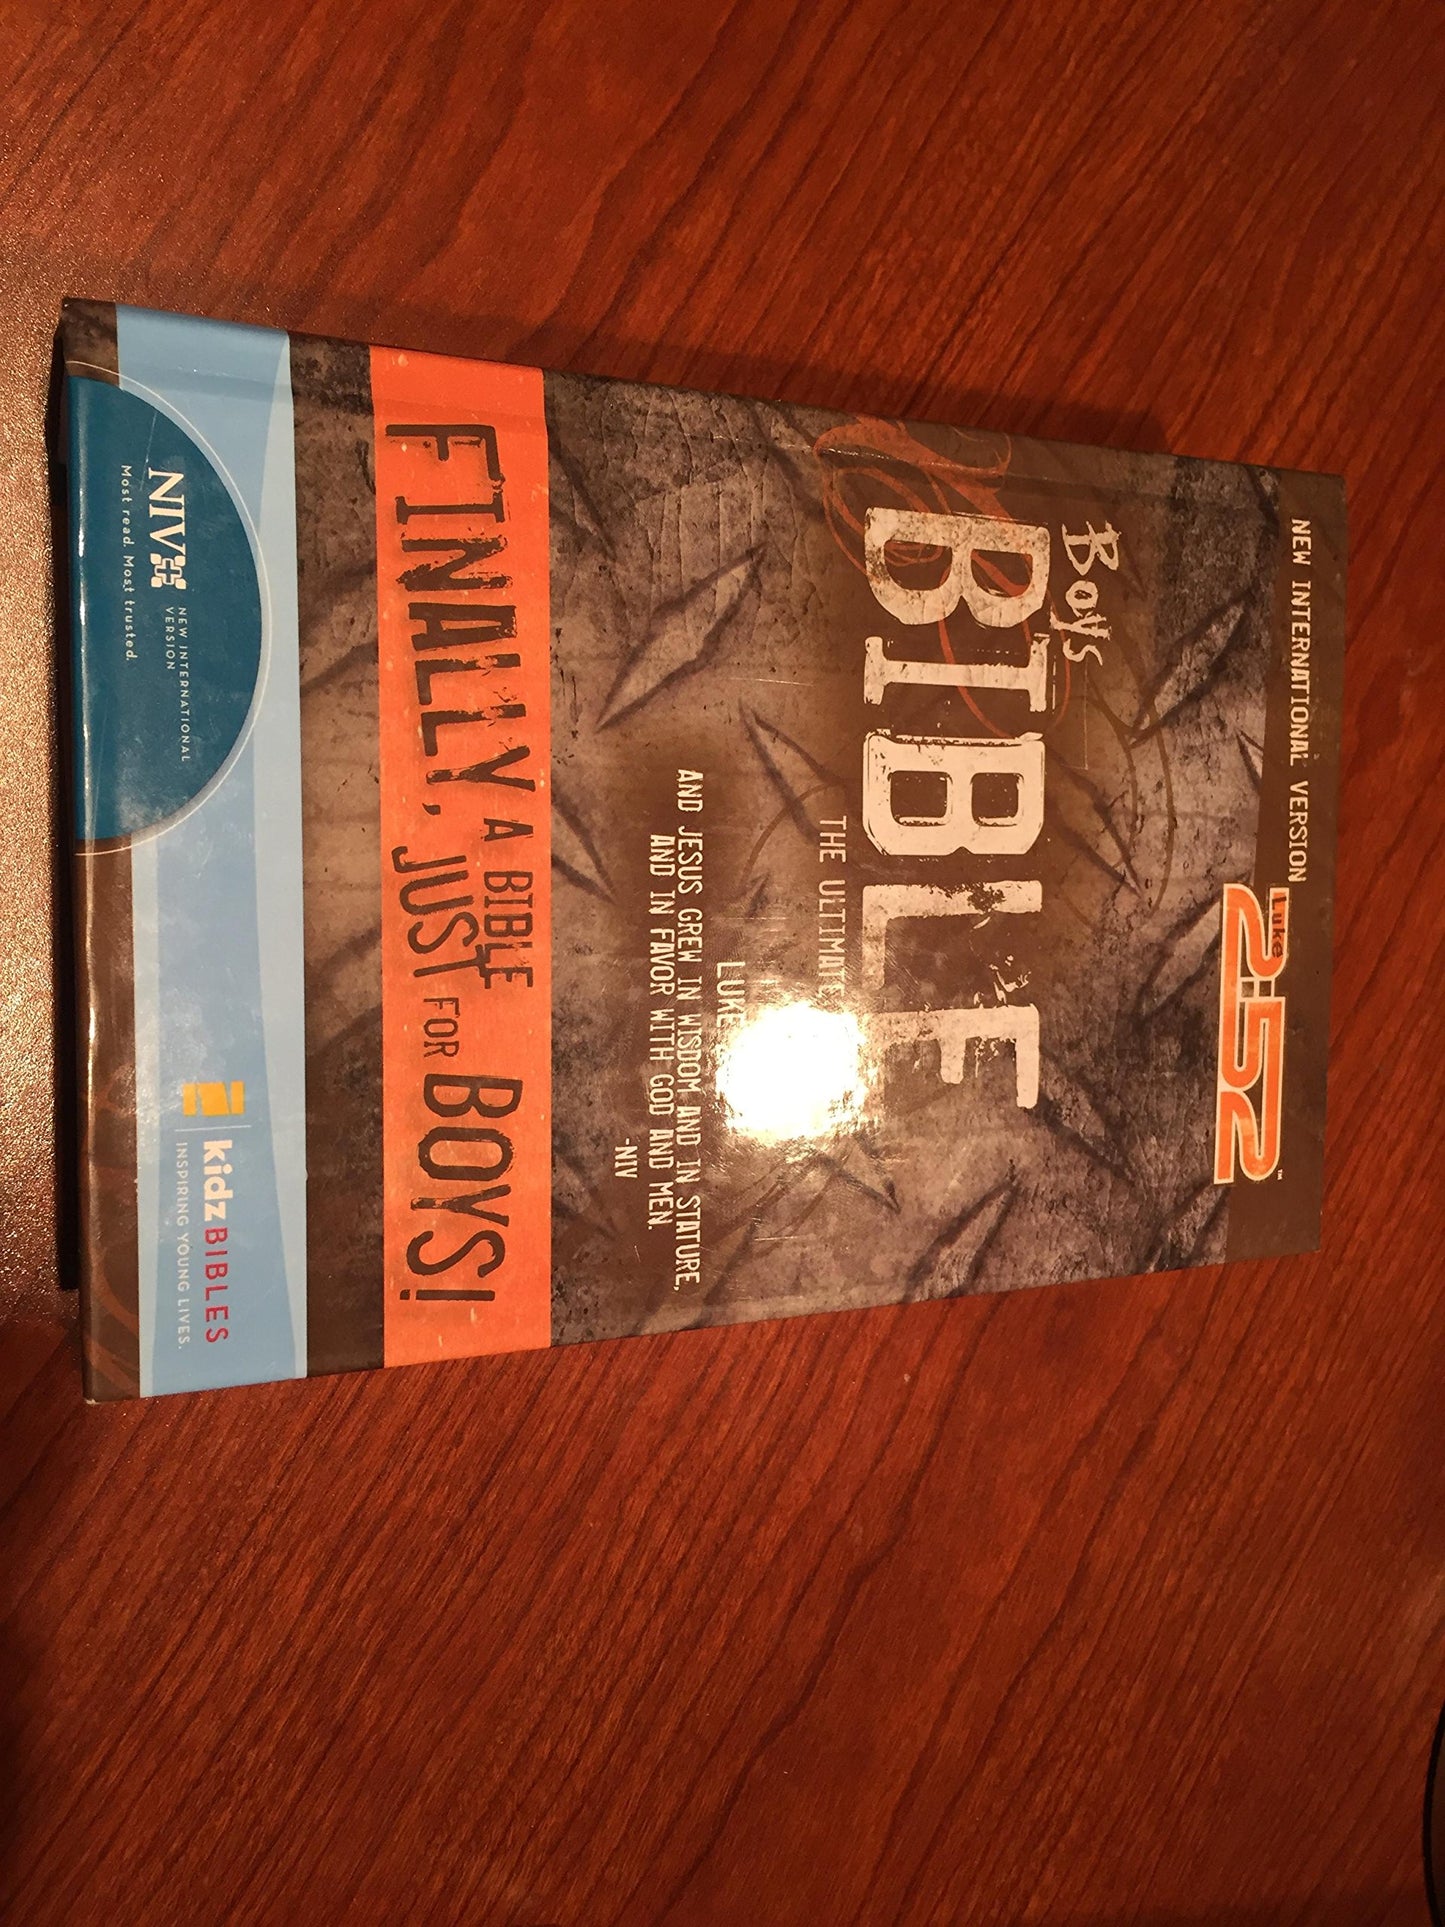 NEW INTERNATIONAL VERSION
Luke
2:52
™
Boys
BIBLE
THE ULTIMATE
LUKE
AND JESUS GREW IN WISDOM AND IN STATURE,
AND IN FAVOR WITH GOD AND MEN.
-NIV
FINALLY, A BIBLE
JUST FOR BOYS!
kidz BIBLES
INSPIRING YOUNG LIVES.
NIV
NEW INTERNATIONAL
VERSION
Most read. Most trusted.